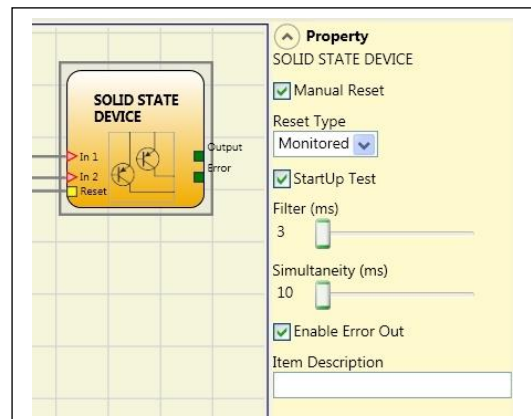 SOLID STATE
DEVICE
In 1
In 2
Reset
Output
Error
Property
SOLID STATE DEVICE
Manual Reset
Reset Type
Monitored
StartUp Test
Filter (ms)
3
Simultaneity (ms)
10
Enable Error Out
Item Description